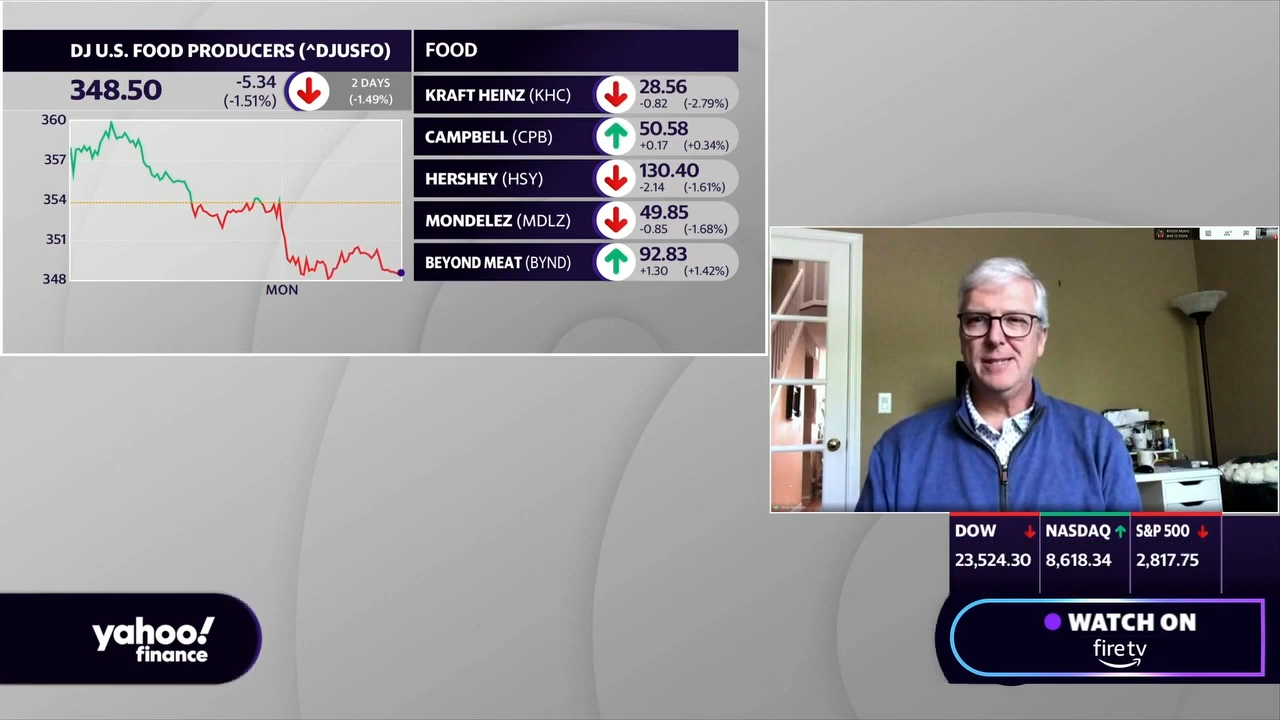 DJ U.S. FOOD PRODUCERS (^DJUSFO)
348.50
-5.34
(-1.51%)
2 DAYS
(-1.49%)
360
357
354
351
348
MON
FOOD
KRAFT HEINZ (KHC)
28.56
-0.82 (-2.79%)
CAMPBELL (CPB)
50.58
+0.17 (+0.34%)
HERSHEY (HSY)
130.40
-2.14 (-1.61%)
MONDELEZ (MDLZ)
49.85
-0.85 (-1.68%)
BEYOND MEAT (BYND)
92.83
+1.30 (+1.42%)
DOW
23,524.30
NASDAQ
8,618.34
S&P 500
2,817.75
yahoo!
finance
WATCH ON
fire tv